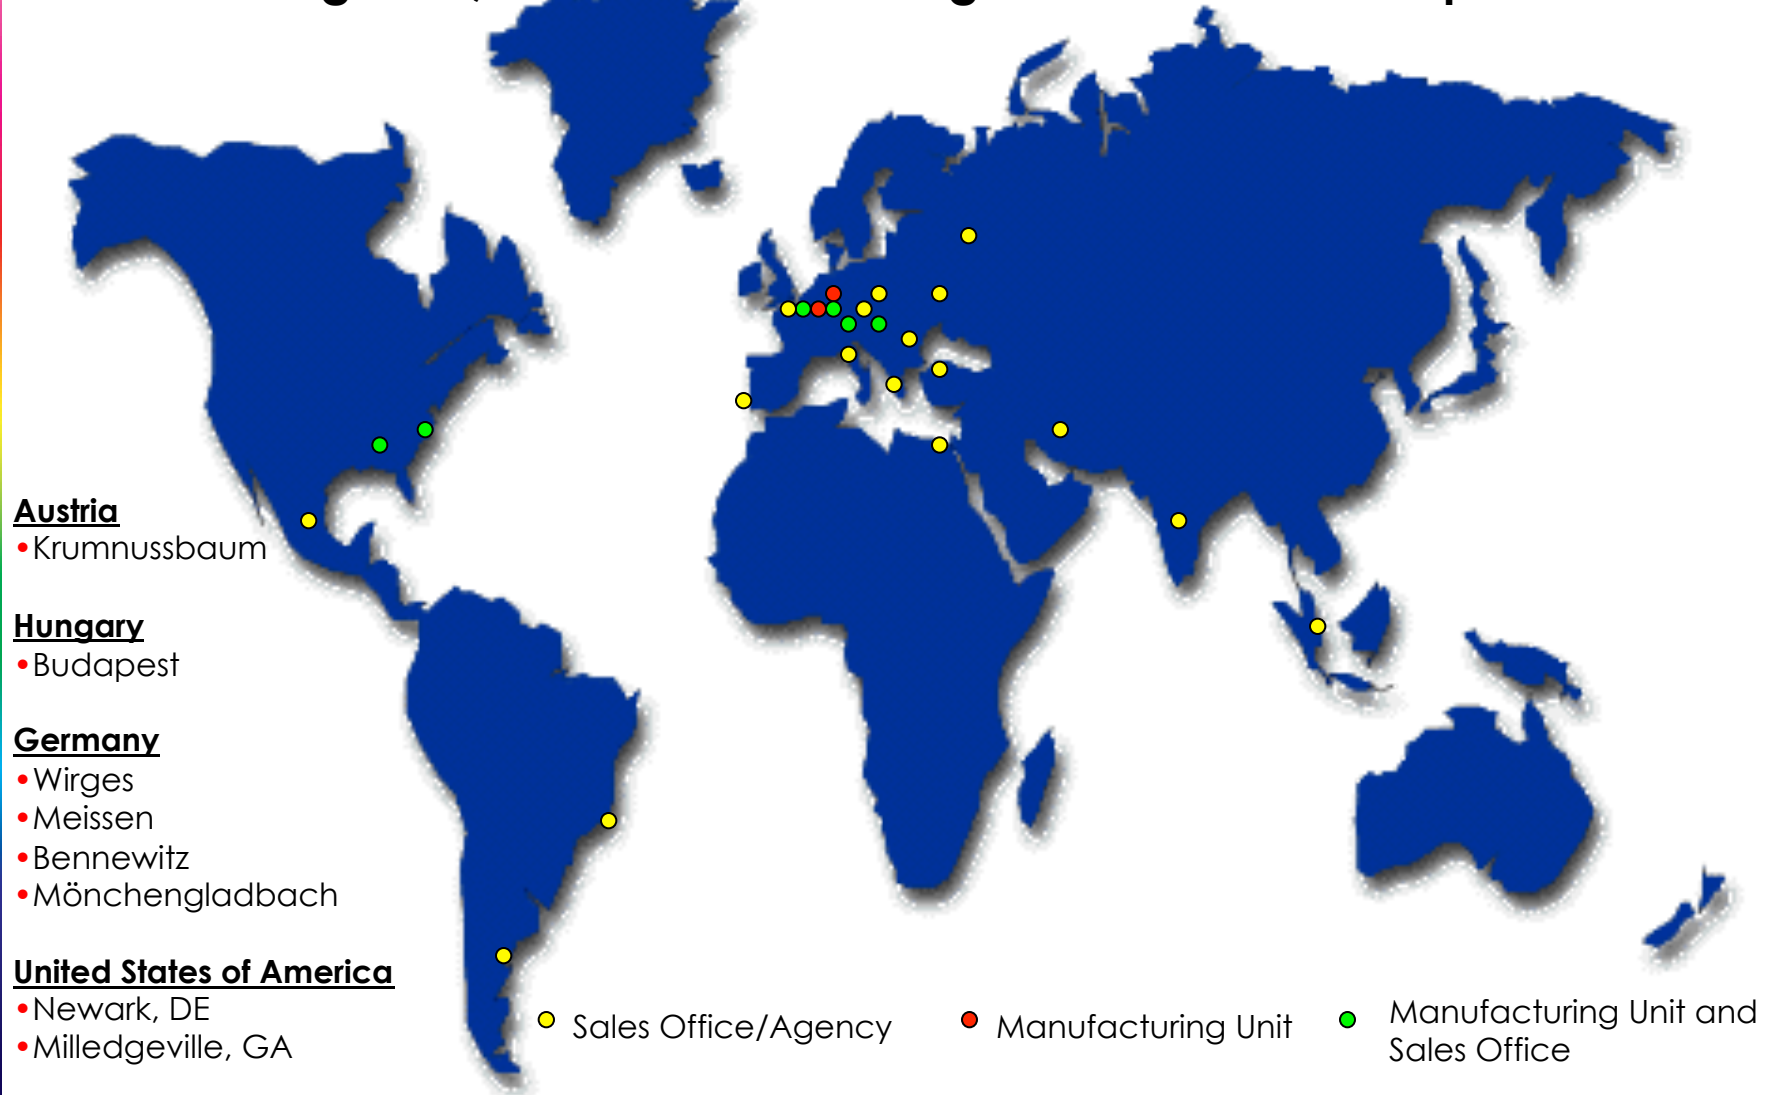 Austria
•Krumnussbaum
Hungary
•Budapest
Germany
•Wirges
•Meissen
•Bennewitz
•Mönchengladbach
United States of America
•Newark, DE
•Milledgeville, GA
Sales Office/Agency
Manufacturing Unit
Manufacturing Unit and
Sales Office